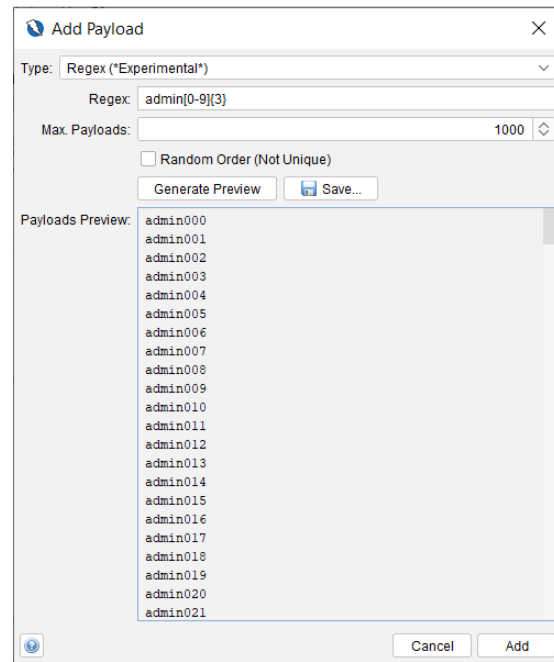 Add Payload
Type: Regex (*Experimental*)
Regex: admin[0-9]{3}
Max. Payloads: 1000
Random Order (Not Unique)
Generate Preview Save...
Payloads Preview: admin000
admin001
admin002
admin003
admin004
admin005
admin006
admin007
admin008
admin009
admin010
admin011
admin012
admin013
admin014
admin015
admin016
admin017
admin018
admin019
admin020
admin021
Cancel Add